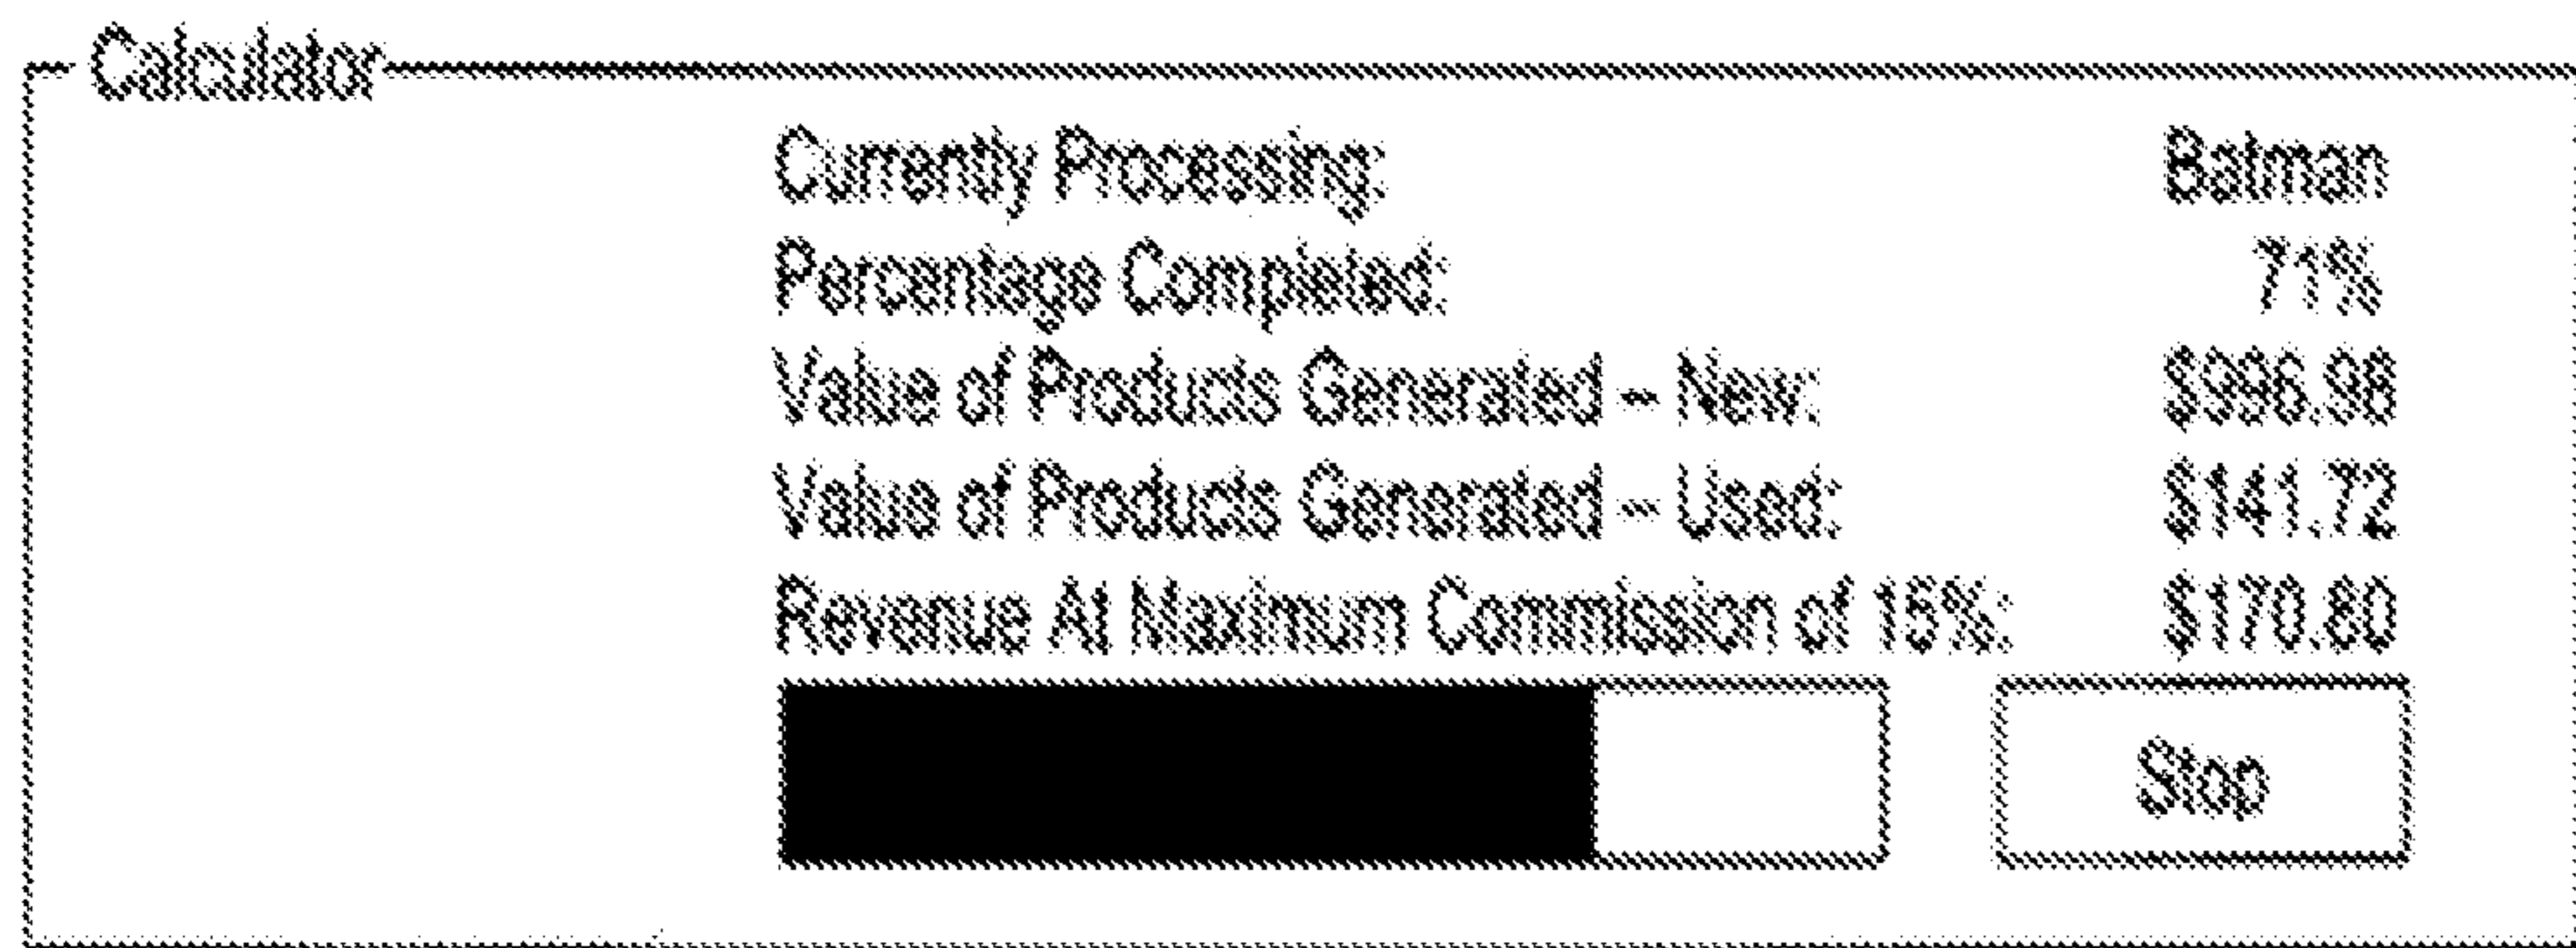 Calculator
Currently Processing: Batman
Percentage Completed: 71%
Value of Products Generated -- New: $996.98
Value of Products Generated -- Used: $141.72
Revenue At Maximum Commission of 15%: $170.80
Stop